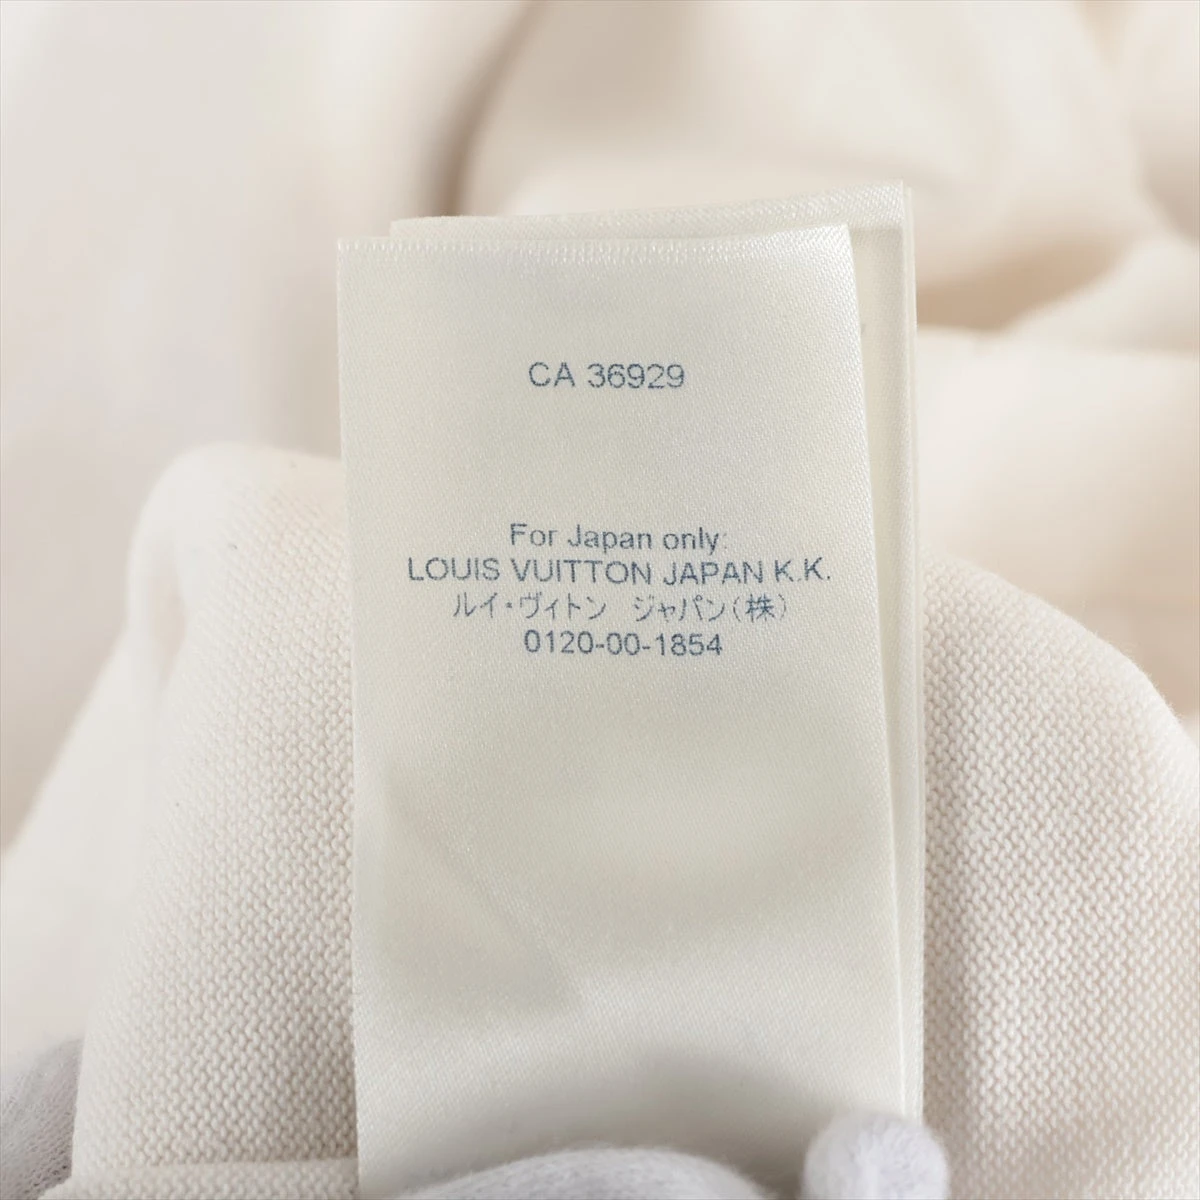 CA 36929
For Japan only:
LOUIS VUITTON JAPAN K.K.
ルイ・ヴィトン ジャパン(株)
0120-00-1854